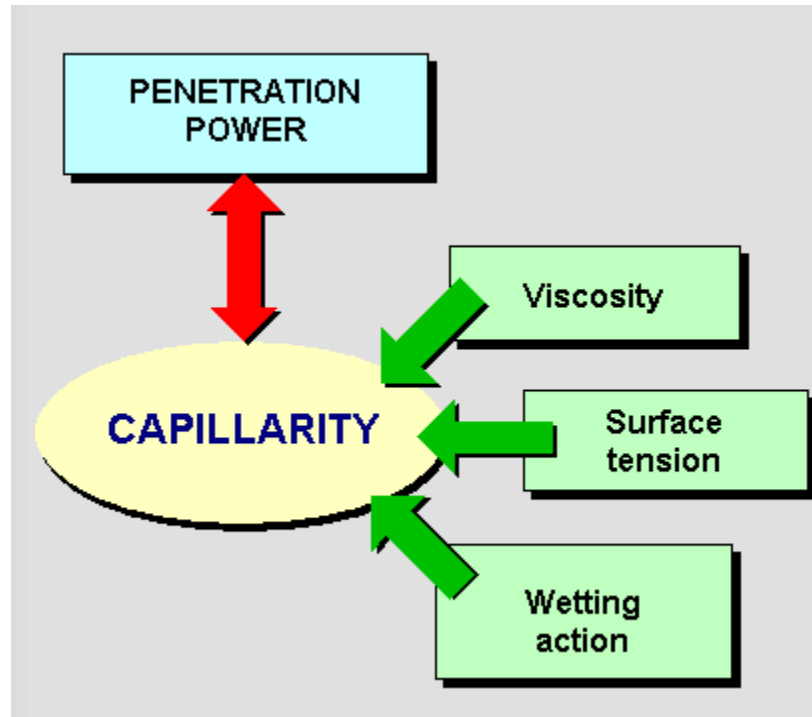 PENETRATION
POWER
Viscosity
CAPILLARITY
Surface
tension
Wetting
action